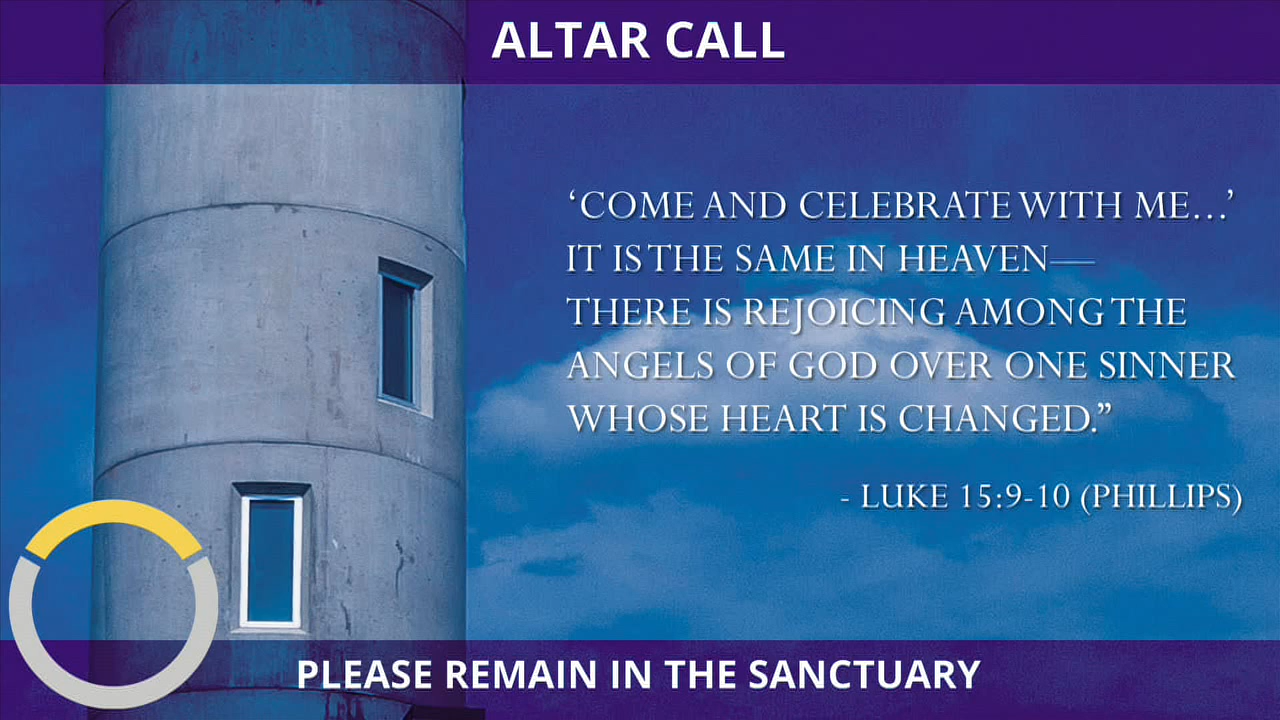 ALTAR CALL
‘COME AND CELEBRATE WITH ME...’
IT IS THE SAME IN HEAVEN—
THERE IS REJOICING AMONG THE
ANGELS OF GOD OVER ONE SINNER
WHOSE HEART IS CHANGED.”
- LUKE 15:9-10 (PHILLIPS)
PLEASE REMAIN IN THE SANCTUARY